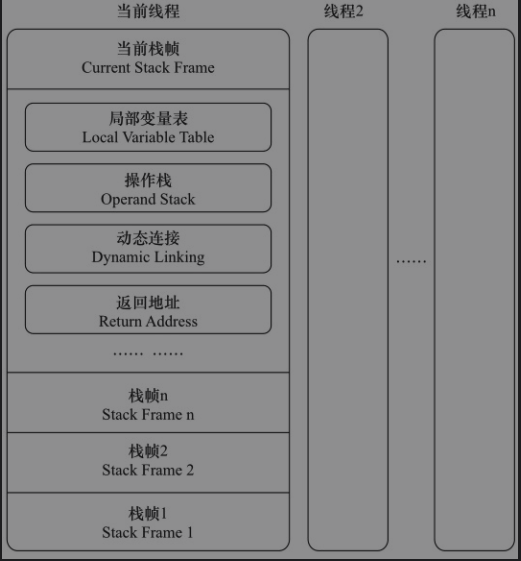 当前线程
线程2
线程n
当前栈帧
Current Stack Frame
局部变量表
Local Variable Table
操作栈
Operand Stack
动态连接
Dynamic Linking
返回地址
Return Address
…… ……
……
栈帧n
Stack Frame n
栈帧2
Stack Frame 2
栈帧1
Stack Frame 1